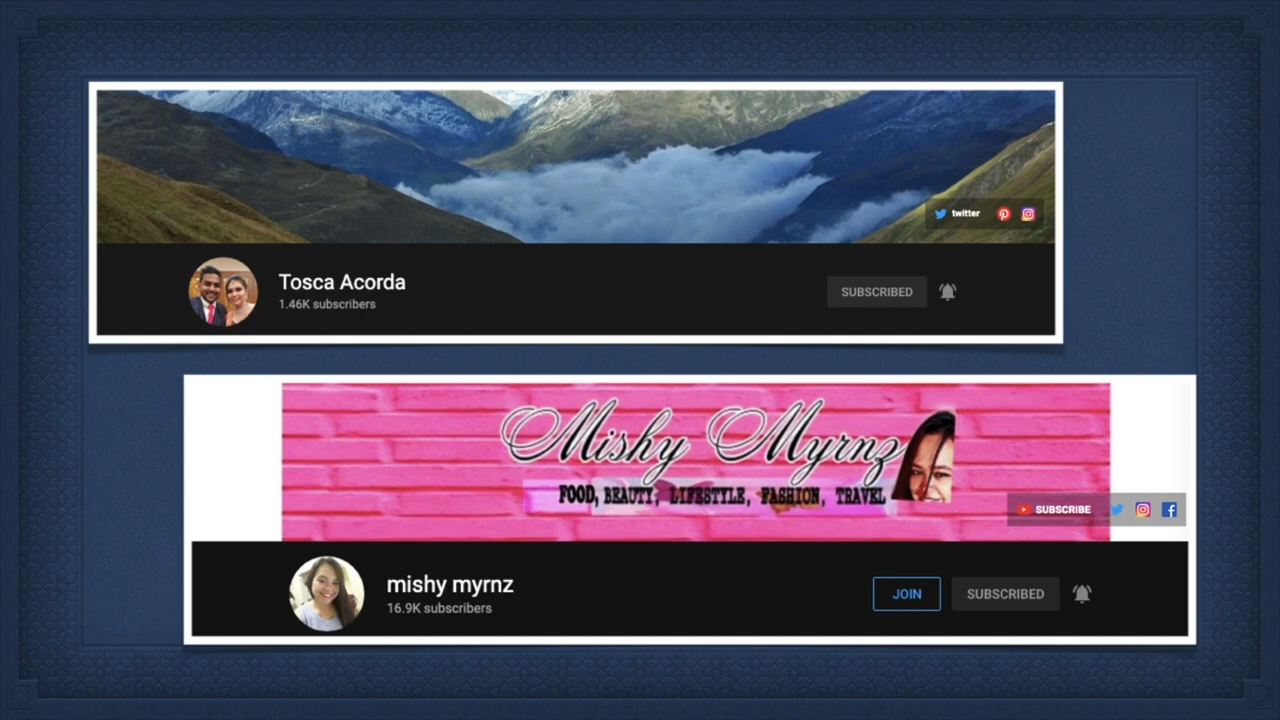 twitter
Tosca Acorda
1.46K subscribers
SUBSCRIBED
Mishy Myrnz
FOOD, BEAUTY, LIFESTYLE, FASHION, TRAVEL
SUBSCRIBE
mishy myrnz
16.9K subscribers
JOIN
SUBSCRIBED